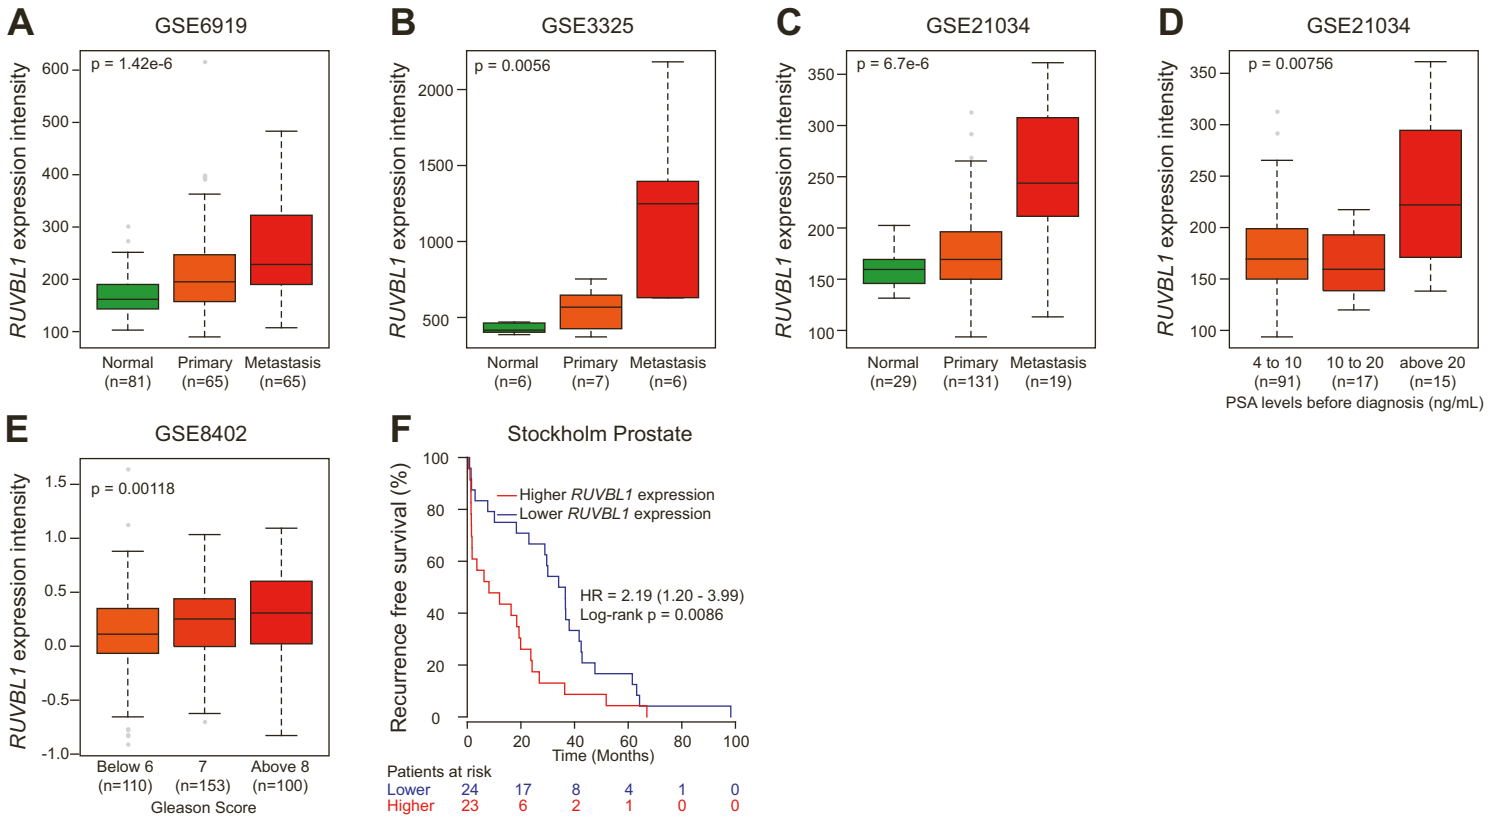 A
GSE6919
p = 1.42e-6
RUVBL1 expression intensity
600
500
400
300
200
100
Normal Primary Metastasis
(n=81) (n=65) (n=65)
B
GSE3325
p = 0.0056
RUVBL1 expression intensity
2000
1500
1000
500
Normal Primary Metastasis
(n=6) (n=7) (n=6)
C
GSE21034
p = 6.7e-6
RUVBL1 expression intensity
350
300
250
200
150
100
Normal Primary Metastasis
(n=29) (n=131) (n=19)
D
GSE21034
p = 0.00756
RUVBL1 expression intensity
350
300
250
200
150
100
4 to 10 10 to 20 above 20
(n=91) (n=17) (n=15)
PSA levels before diagnosis (ng/mL)
E
GSE8402
p = 0.00118
RUVBL1 expression intensity
1.5
1.0
0.5
0.0
-0.5
-1.0
Below 6 7 Above 8
(n=110) (n=153) (n=100)
Gleason Score
F
Stockholm Prostate
Recurrence free survival (%)
100
80
60
40
20
0
Higher RUVBL1 expression
Lower RUVBL1 expression
HR = 2.19 (1.20 - 3.99)
Log-rank p = 0.0086
0 20 40 60 80 100
Time (Months)
Patients at risk
Lower 24 17 8 4 1 0
Higher 23 6 2 1 0 0